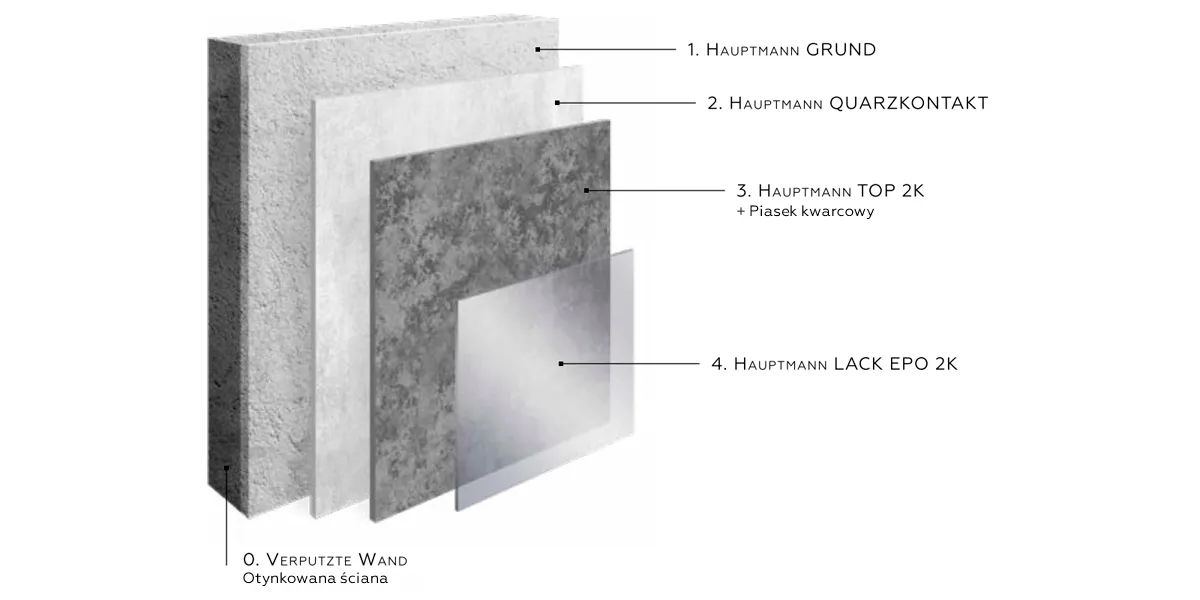 1. Hauptmann GRUND
2. Hauptmann QUARZKONTAKT
3. Hauptmann TOP 2K
+ Piasek kwarcowy
4. Hauptmann LACK EPO 2K
0. Verputzte Wand
Otynkowana ściana